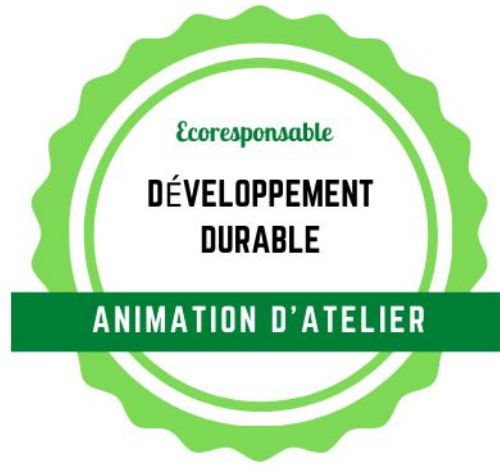 Ecoresponsable
DÉVELOPPEMENT
DURABLE
ANIMATION D'ATELIER